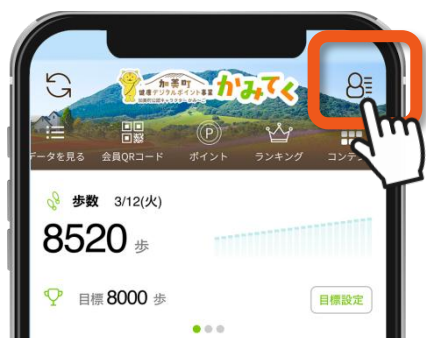 加美町
健康デジタルポイント事業
かみてく
データを見る 会員QRコード ポイント ランキング コンテ
歩数 3/12(火)
8520 歩
目標 8000 歩
目標設定